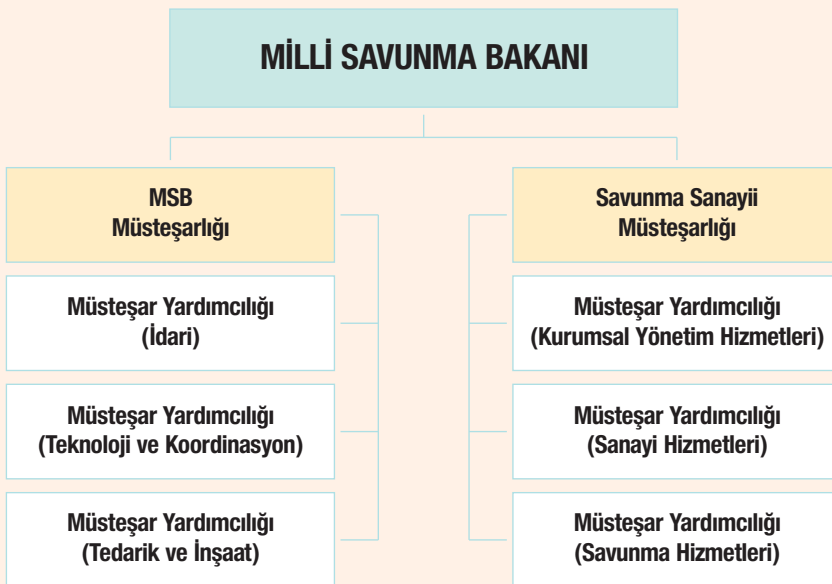 MİLLİ SAVUNMA BAKANI
MSB
Müsteşarlığı
Müsteşar Yardımcılığı
(İdari)
Müsteşar Yardımcılığı
(Teknoloji ve Koordinasyon)
Müsteşar Yardımcılığı
(Tedarik ve İnşaat)
Savunma Sanayii
Müsteşarlığı
Müsteşar Yardımcılığı
(Kurumsal Yönetim Hizmetleri)
Müsteşar Yardımcılığı
(Sanayi Hizmetleri)
Müsteşar Yardımcılığı
(Savunma Hizmetleri)